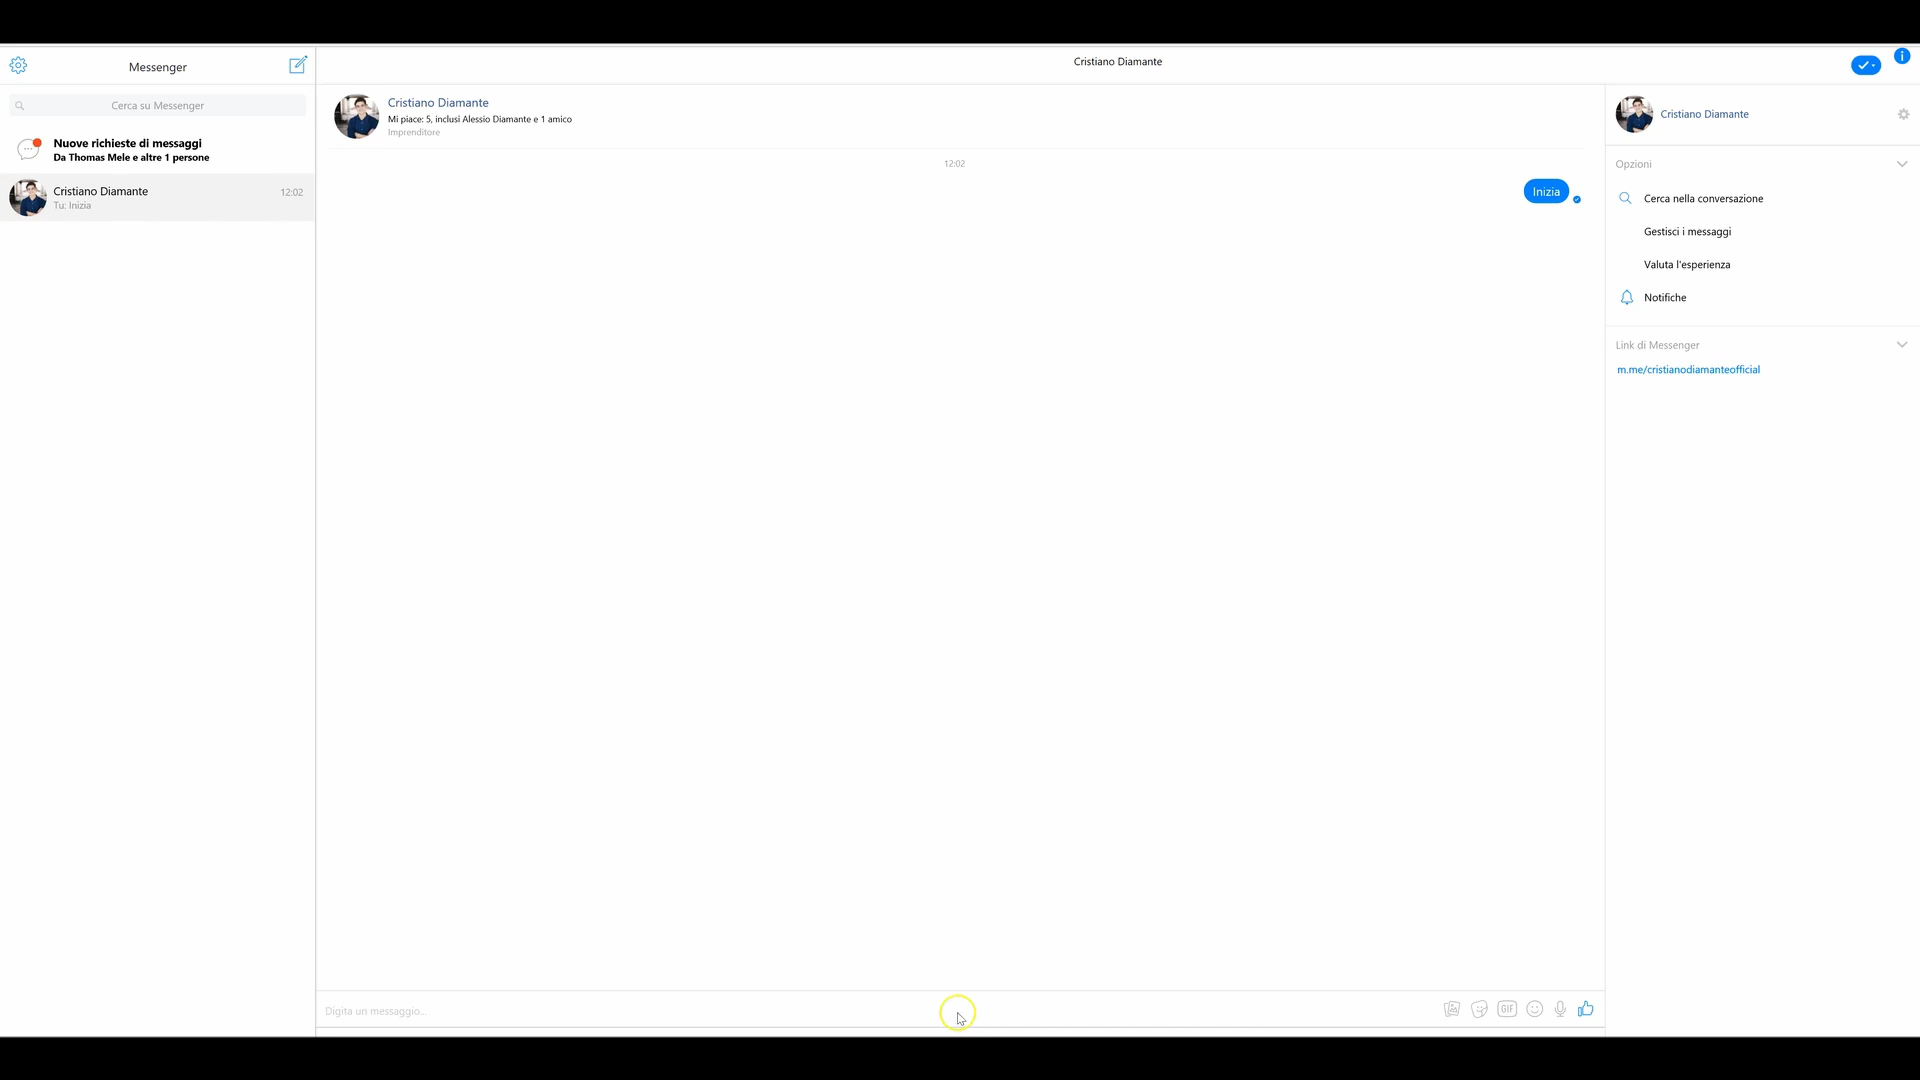 Messenger
Cerca su Messenger
Nuove richieste di messaggi
Da Thomas Mele e altre 1 persone
Cristiano Diamante
12:02
Tu: Inizia
Cristiano Diamante
Cristiano Diamante
Mi piace: 5, inclusi Alessio Diamante e 1 amico
Imprenditore
12:02
Inizia
Digita un messaggio...
GIF
Cristiano Diamante
Opzioni
Cerca nella conversazione
Gestisci i messaggi
Valuta l'esperienza
Notifiche
Link di Messenger
m.me/cristianodiamanteofficial